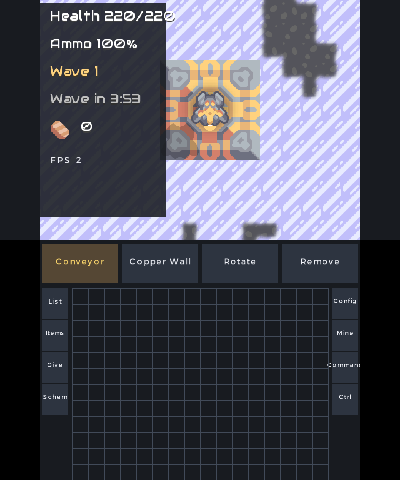 Health 220/220
Ammo 100%
Wave 1
Wave in 3:53
0
FPS 2
Conveyor
Copper Wall
Rotate
Remove
List
Config
Items
Mine
Give
Command
Schem
Ctrl